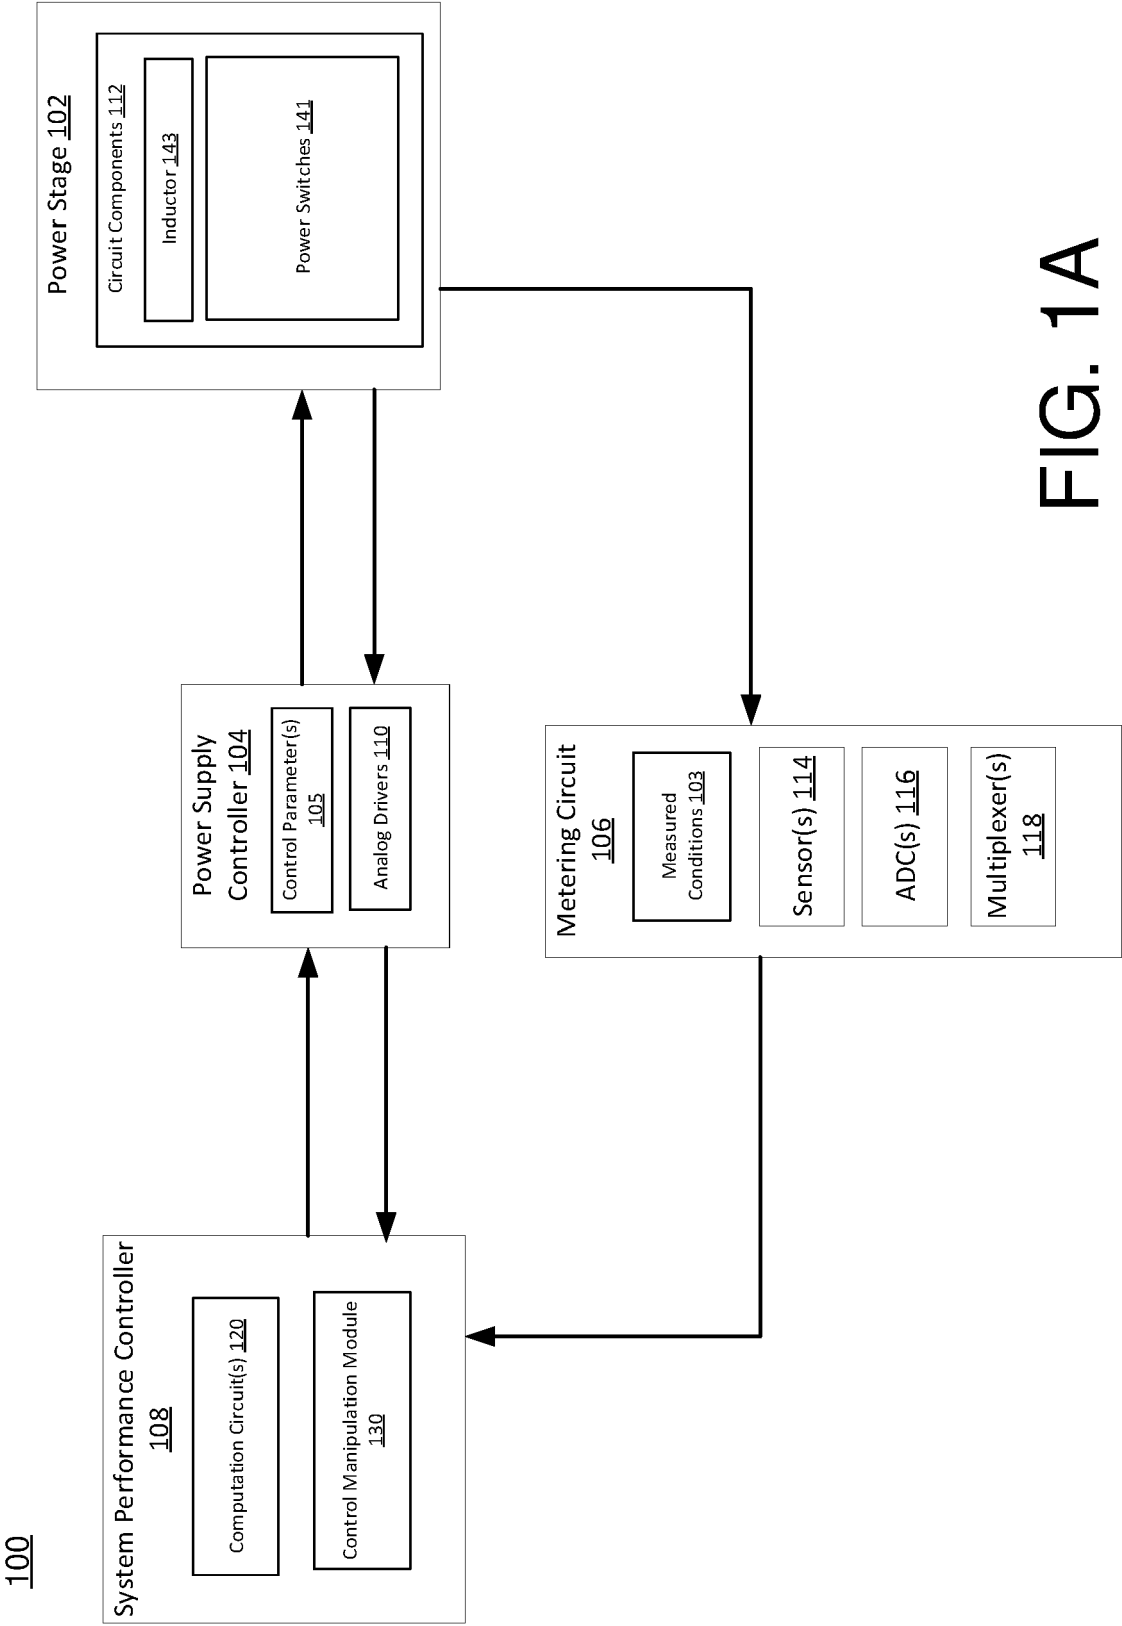 100
System Performance Controller
108
Computation Circuit(s) 120
Control Manipulation Module
130
Power Supply
Controller 104
Control Parameter(s)
105
Analog Drivers 110
Power Stage 102
Circuit Components 112
Inductor 143
Power Switches 141
Metering Circuit
106
Measured
Conditions 103
Sensor(s) 114
ADC(s) 116
Multiplexer(s)
118
FIG. 1A